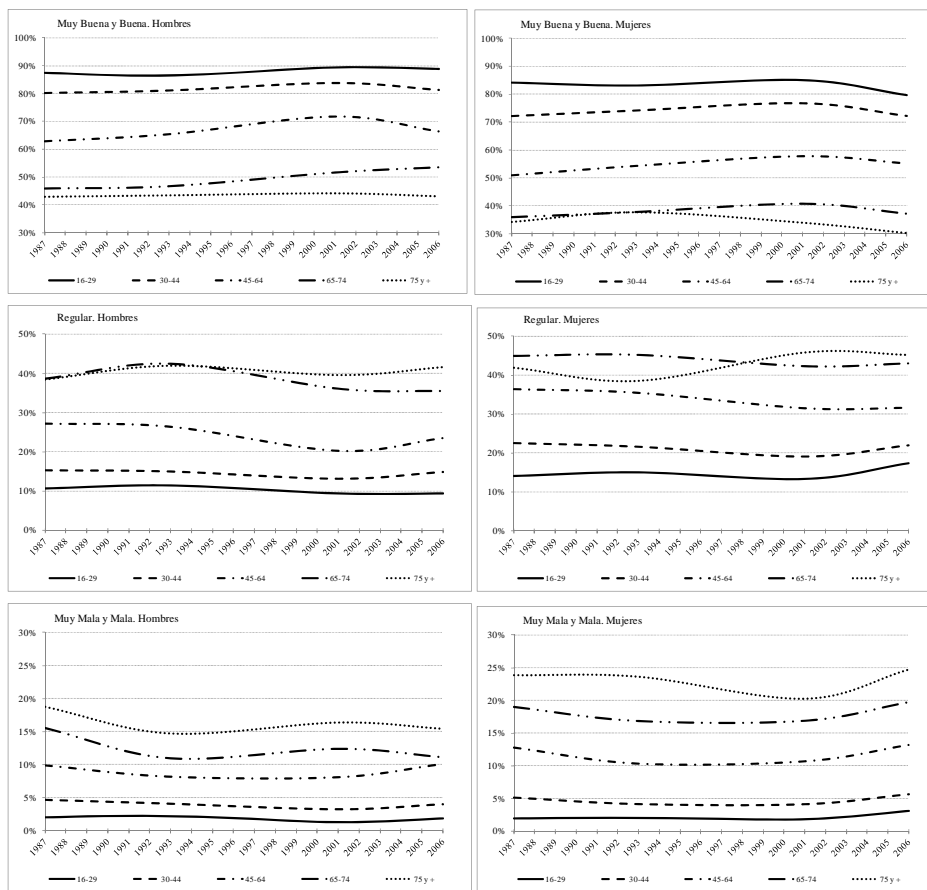 Muy Buena y Buena. Hombres
100%
90%
80%
70%
60%
50%
40%
30%
1987 1988 1989 1990 1991 1992 1993 1994 1995 1996 1997 1998 1999 2000 2001 2002 2003 2004 2005 2006
16-29 30-44 45-64 65-74 75 y +
Muy Buena y Buena. Mujeres
100%
90%
80%
70%
60%
50%
40%
30%
1987 1988 1989 1990 1991 1992 1993 1994 1995 1996 1997 1998 1999 2000 2001 2002 2003 2004 2005 2006
16-29 30-44 45-64 65-74 75 y +
Regular. Hombres
50%
40%
30%
20%
10%
0%
1987 1988 1989 1990 1991 1992 1993 1994 1995 1996 1997 1998 1999 2000 2001 2002 2003 2004 2005 2006
16-29 30-44 45-64 65-74 75 y +
Regular. Mujeres
50%
40%
30%
20%
10%
0%
1987 1988 1989 1990 1991 1992 1993 1994 1995 1996 1997 1998 1999 2000 2001 2002 2003 2004 2005 2006
16-29 30-44 45-64 65-74 75 y +
Muy Mala y Mala. Hombres
30%
25%
20%
15%
10%
5%
0%
1987 1988 1989 1990 1991 1992 1993 1994 1995 1996 1997 1998 1999 2000 2001 2002 2003 2004 2005 2006
16-29 30-44 45-64 65-74 75 y +
Muy Mala y Mala. Mujeres
30%
25%
20%
15%
10%
5%
0%
1987 1988 1989 1990 1991 1992 1993 1994 1995 1996 1997 1998 1999 2000 2001 2002 2003 2004 2005 2006
16-29 30-44 45-64 65-74 75 y +